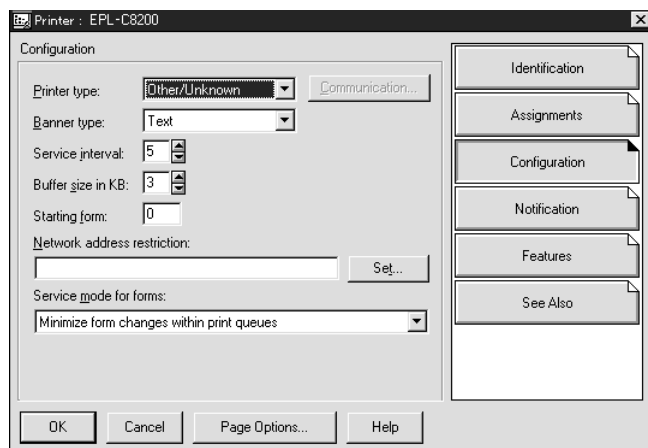 Printer : EPL-C8200
Configuration
Printer type: Other/Unknown Communication...
Banner type: Text
Service interval: 5
Buffer size in KB: 3
Starting form: 0
Network address restriction:
Set...
Service mode for forms:
Minimize form changes within print queues
OK Cancel Page Options... Help
Identification
Assignments
Configuration
Notification
Features
See Also